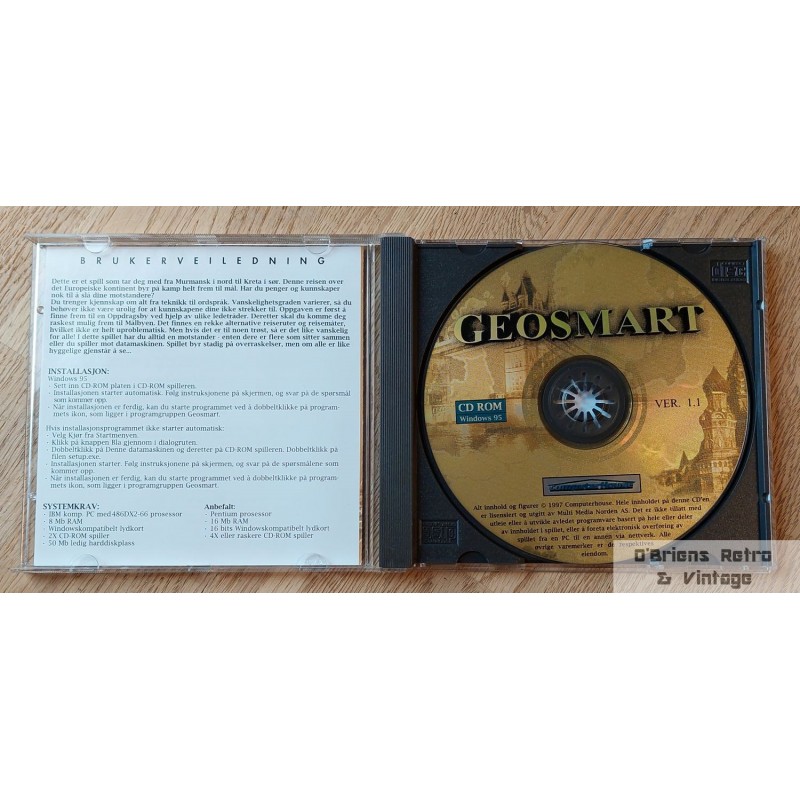 BRUKERVEILEDNING
Dette er et spill som tar deg med fra Murmansk i nord til Kreta i sør. Denne reisen over
det Europeiske kontinent byr på kamp helt frem til mål. Har du penger og kunnskaper
nok til å slå dine motstandere?
Du trenger kjennskap om alt fra teknikk til ordspråk. Vanskelighetsgraden varierer, så du
behøver ikke være urolig for at kunnskapene dine ikke strekker til. Oppgaven er først å
finne frem til en Oppdragsby ved hjelp av ulike ledetråder. Deretter skal du komme deg
raskest mulig frem til Målbyen. Det finnes en rekke alternative reiseruter og reisemåter,
hvilket ikke er helt uproblematisk. Men hvis det er til noen trøst, så er det like vanskelig
for alle! I dette spillet har du alltid en motstander - enten dere er flere som sitter sammen
eller du spiller mot datamaskinen. Spillet byr stadig på overraskelser, men om alle er like
hyggelige gjenstår å se...
INSTALLASJON:
Windows 95
- Sett inn CD-ROM platen i CD-ROM spilleren.
- Installasjonen starter automatisk. Følg instruksjonene på skjermen, og svar på de spørsmål
som kommer opp.
- Når installasjonen er ferdig, kan du starte programmet ved å dobbeltklikke på program-
mets ikon, som ligger i programgruppen Geosmart.
Hvis installasjonsprogrammet ikke starter automatisk:
- Velg Kjør fra Startmenyen.
- Klikk på knappen Bla gjennom i dialogruten.
- Dobbeltklikk på Denne datamaskinen og deretter på CD-ROM spilleren. Dobbeltklikk på
filen setup.exe.
- Installasjonen starter. Følg instruksjonene på skjermen, og svar på de spørsmålene som
kommer opp.
- Når installasjonen er ferdig, kan du starte programmet ved å dobbeltklikke på program-
mets ikon, som ligger i programgruppen Geosmart.
SYSTEMKRAV:
- IBM komp. PC med 486DX2-66 prosessor
- 8 Mb RAM
- Windowskompatibelt lydkort
- 2X CD-ROM spiller
- 50 Mb ledig harddiskplass
Anbefalt:
- Pentium prosessor
- 16 Mb RAM
- 16 bits Windowskompatibelt lydkort
- 4X eller raskere CD-ROM spiller
GEOSMART
CD ROM
Windows 95
VER. 1.1
Alt innhold og figurer © 1997 Computerhouse. Hele innholdet på denne CD'en
er lisensiert og utgitt av Multi Media Norden AS. Det er ikke tillatt med
utleie eller å utvikle avledet programvare basert på hele eller deler
av innholdet i spillet, eller å foreta elektronisk overføring av
spillet fra en PC til en annen via nettverk. Alle
øvrige varemerker er de respektives
eiendom.
O'Briens Retro
& Vintage